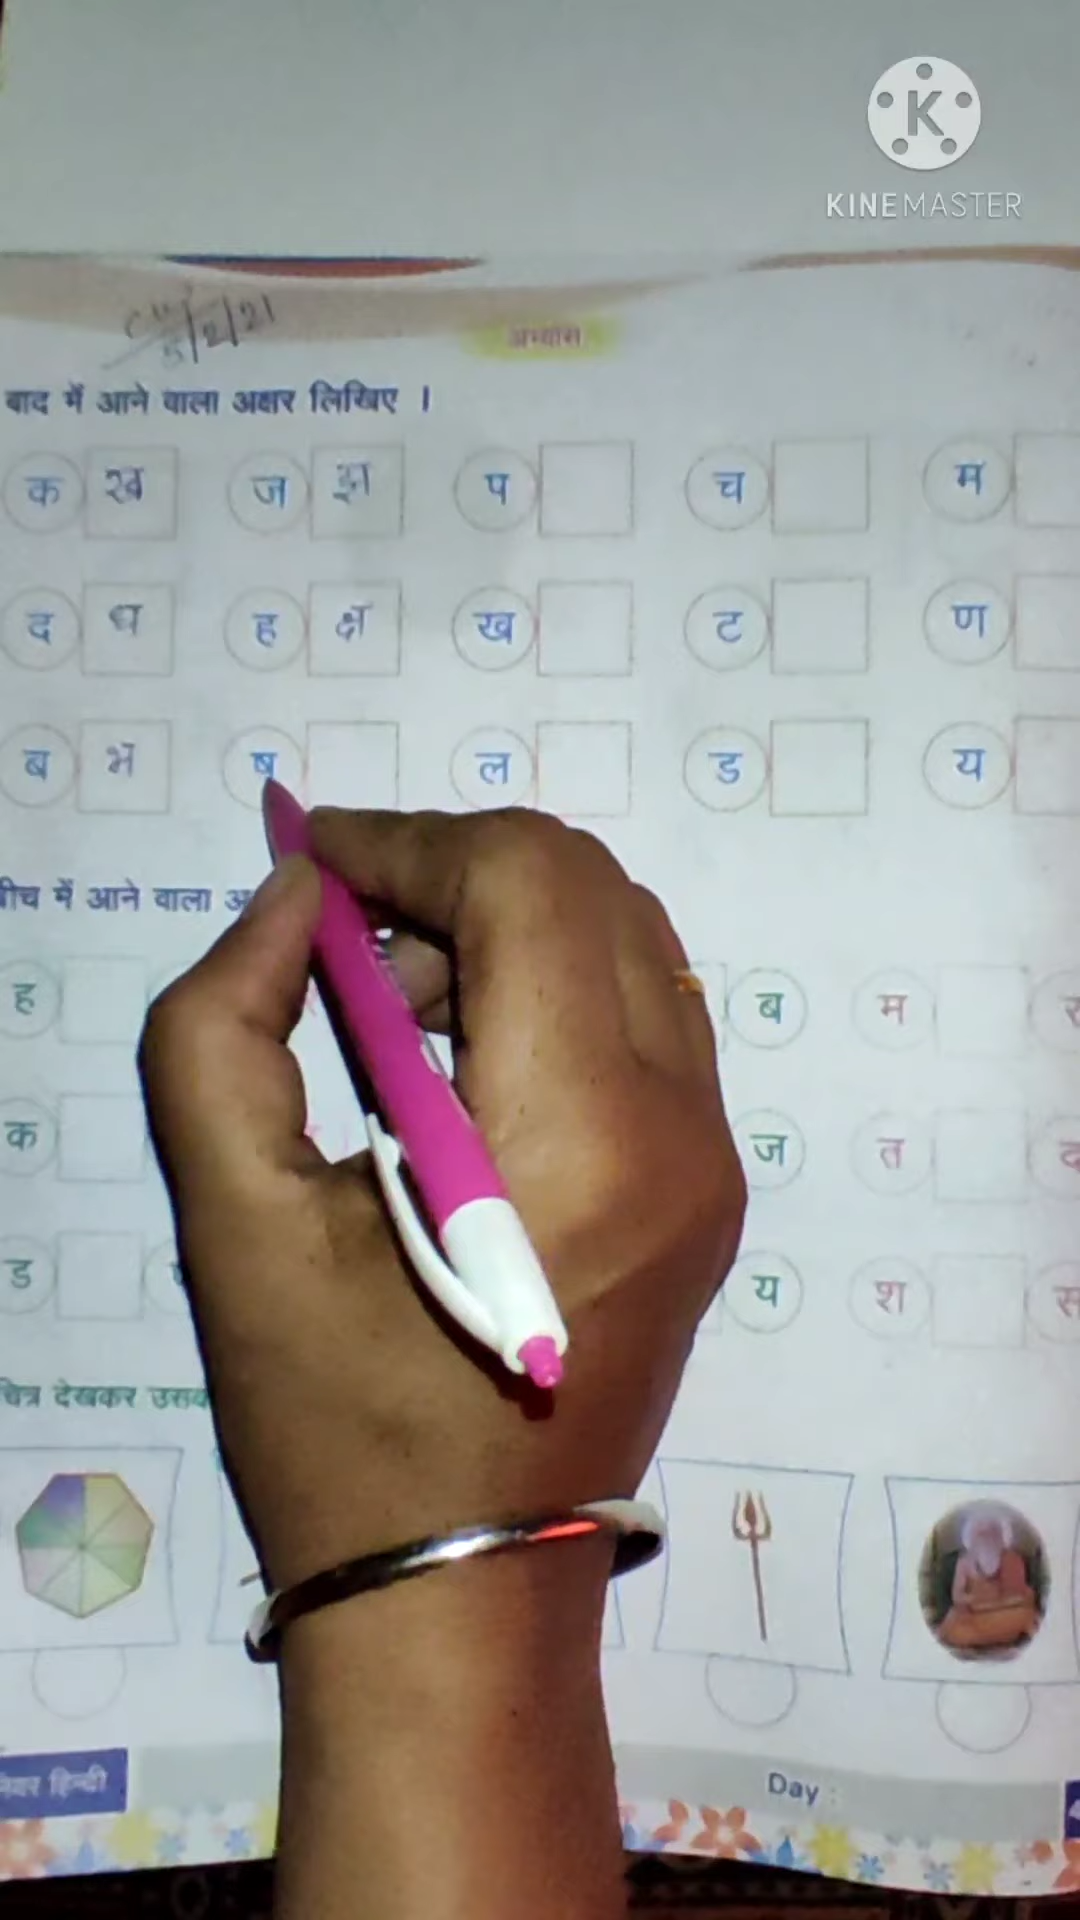 K
KINEMASTER
5/2/21
अभ्यास
बाद में आने वाला अक्षर लिखिए ।
क ख ज झ प च म
द ध ह क्ष ख ट ण
ब भ ष ल ड य
बीच में आने वाला
ह ब म
क ज त द
ड य श स
चित्र देखकर
हिन्दी
Day :